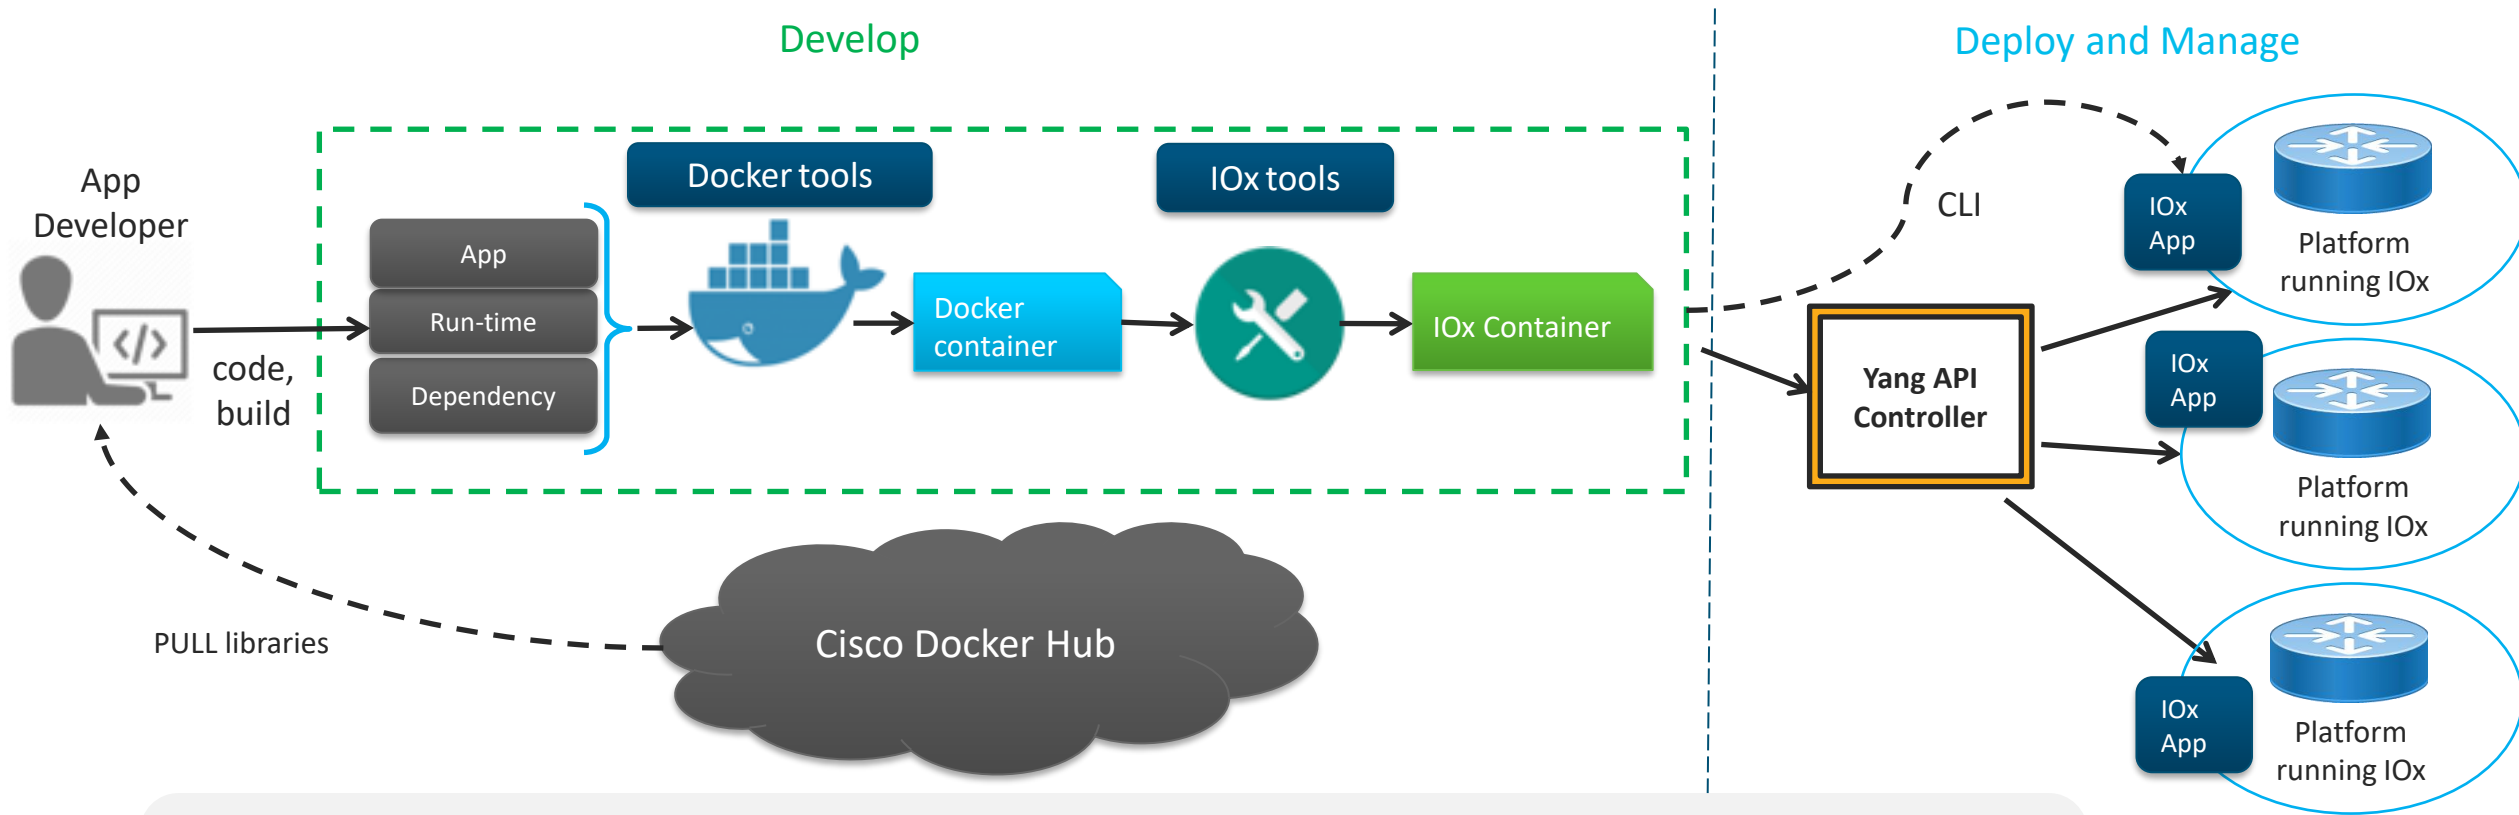 Develop
Deploy and Manage
App
Developer
code,
build
App
Run-time
Dependency
Docker tools
Docker
container
IOx tools
IOx Container
PULL libraries
Cisco Docker Hub
CLI
Yang API
Controller
IOx
App
Platform
running IOx
IOx
App
Platform
running IOx
IOx
App
Platform
running IOx